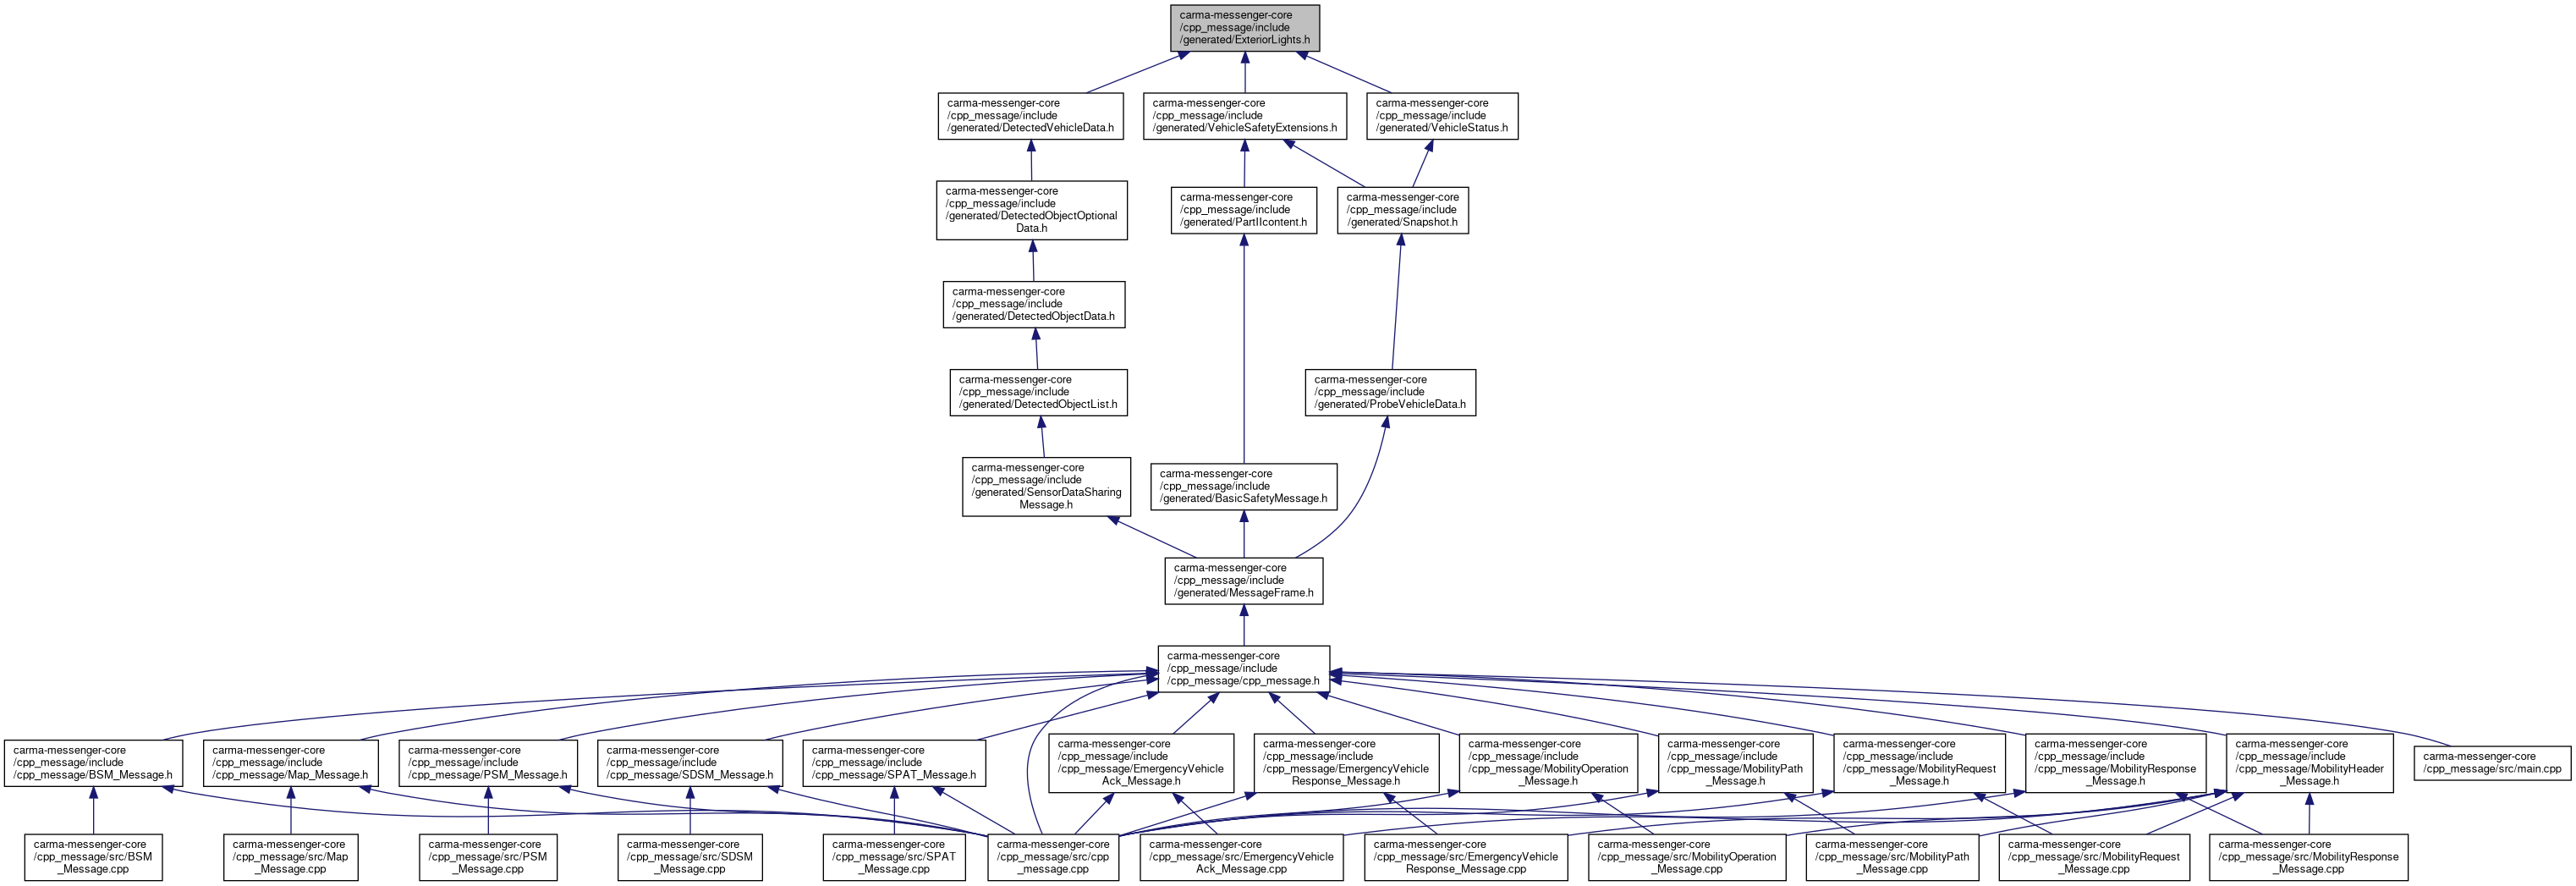 carma-messenger-core
/cpp_message/include
/generated/ExteriorLights.h
carma-messenger-core
/cpp_message/include
/generated/DetectedVehicleData.h
carma-messenger-core
/cpp_message/include
/generated/VehicleSafetyExtensions.h
carma-messenger-core
/cpp_message/include
/generated/VehicleStatus.h
carma-messenger-core
/cpp_message/include
/generated/DetectedObjectOptional
Data.h
carma-messenger-core
/cpp_message/include
/generated/PartIIcontent.h
carma-messenger-core
/cpp_message/include
/generated/Snapshot.h
carma-messenger-core
/cpp_message/include
/generated/DetectedObjectData.h
carma-messenger-core
/cpp_message/include
/generated/DetectedObjectList.h
carma-messenger-core
/cpp_message/include
/generated/ProbeVehicleData.h
carma-messenger-core
/cpp_message/include
/generated/SensorDataSharing
Message.h
carma-messenger-core
/cpp_message/include
/generated/BasicSafetyMessage.h
carma-messenger-core
/cpp_message/include
/generated/MessageFrame.h
carma-messenger-core
/cpp_message/include
/cpp_message/cpp_message.h
carma-messenger-core
/cpp_message/include
/cpp_message/BSM_Message.h
carma-messenger-core
/cpp_message/include
/cpp_message/Map_Message.h
carma-messenger-core
/cpp_message/include
/cpp_message/PSM_Message.h
carma-messenger-core
/cpp_message/include
/cpp_message/SDSM_Message.h
carma-messenger-core
/cpp_message/include
/cpp_message/SPAT_Message.h
carma-messenger-core
/cpp_message/include
/cpp_message/EmergencyVehicle
Ack_Message.h
carma-messenger-core
/cpp_message/include
/cpp_message/EmergencyVehicle
Response_Message.h
carma-messenger-core
/cpp_message/include
/cpp_message/MobilityOperation
_Message.h
carma-messenger-core
/cpp_message/include
/cpp_message/MobilityPath
_Message.h
carma-messenger-core
/cpp_message/include
/cpp_message/MobilityRequest
_Message.h
carma-messenger-core
/cpp_message/include
/cpp_message/MobilityResponse
_Message.h
carma-messenger-core
/cpp_message/include
/cpp_message/MobilityHeader
_Message.h
carma-messenger-core
/cpp_message/src/main.cpp
carma-messenger-core
/cpp_message/src/BSM
_Message.cpp
carma-messenger-core
/cpp_message/src/Map
_Message.cpp
carma-messenger-core
/cpp_message/src/PSM
_Message.cpp
carma-messenger-core
/cpp_message/src/SDSM
_Message.cpp
carma-messenger-core
/cpp_message/src/SPAT
_Message.cpp
carma-messenger-core
/cpp_message/src/cpp
_message.cpp
carma-messenger-core
/cpp_message/src/EmergencyVehicle
Ack_Message.cpp
carma-messenger-core
/cpp_message/src/EmergencyVehicle
Response_Message.cpp
carma-messenger-core
/cpp_message/src/MobilityOperation
_Message.cpp
carma-messenger-core
/cpp_message/src/MobilityPath
_Message.cpp
carma-messenger-core
/cpp_message/src/MobilityRequest
_Message.cpp
carma-messenger-core
/cpp_message/src/MobilityResponse
_Message.cpp